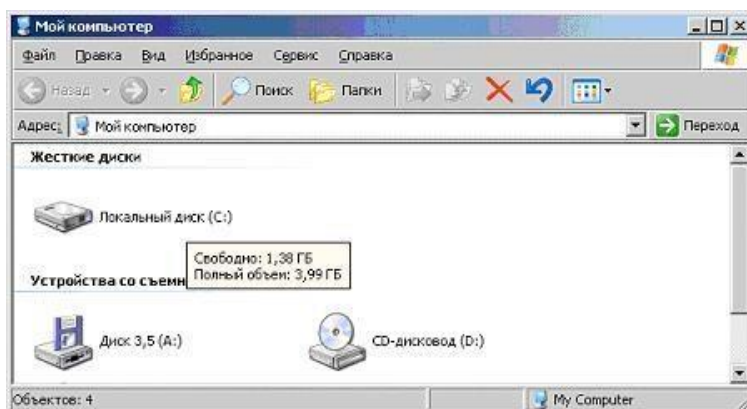 Мой компьютер
Файл Правка Вид Избранное Сервис Справка
Назад Поиск Папки
Адрес: Мой компьютер Переход
Жесткие диски
Локальный диск (C:)
Свободно: 1,38 ГБ
Полный объем: 3,99 ГБ
Устройства со съемн
Диск 3,5 (A:) CD-дисковод (D:)
Объектов: 4 My Computer